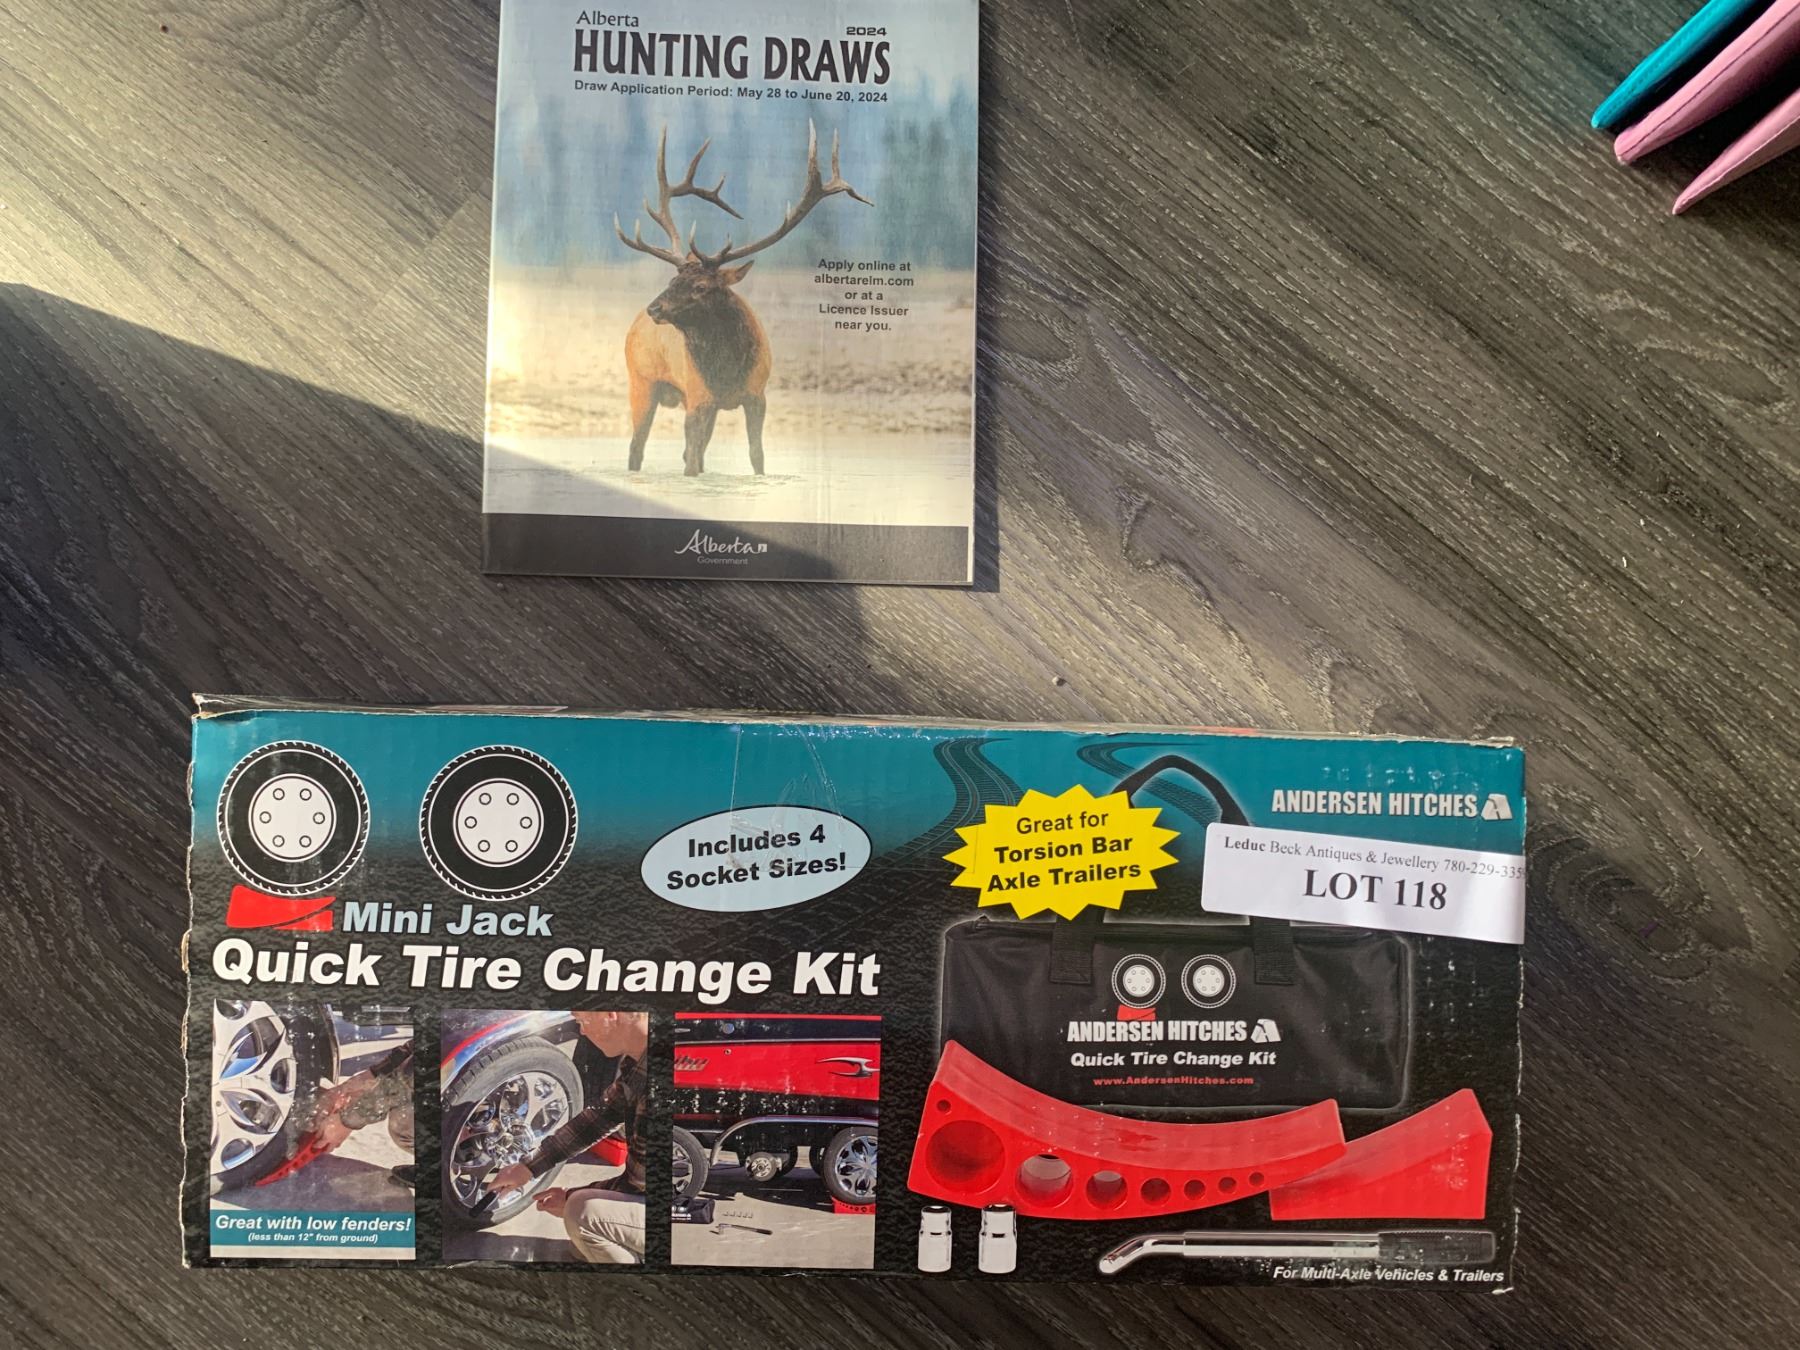 Alberta
2024
HUNTING DRAWS
Draw Application Period: May 28 to June 20, 2024
Apply online at
albertarelm.com
or at a
Licence Issuer
near you.
Alberta
Government
Mini Jack
Quick Tire Change Kit
Includes 4
Socket Sizes!
Great for
Torsion Bar
Axle Trailers
ANDERSEN HITCHES
Leduc Beck Antiques & Jewellery 780-229-335
LOT 118
ANDERSEN HITCHES
Quick Tire Change Kit
www.AndersenHitches.com
Great with low fenders!
(less than 12" from ground)
For Multi-Axle Vehicles & Trailers